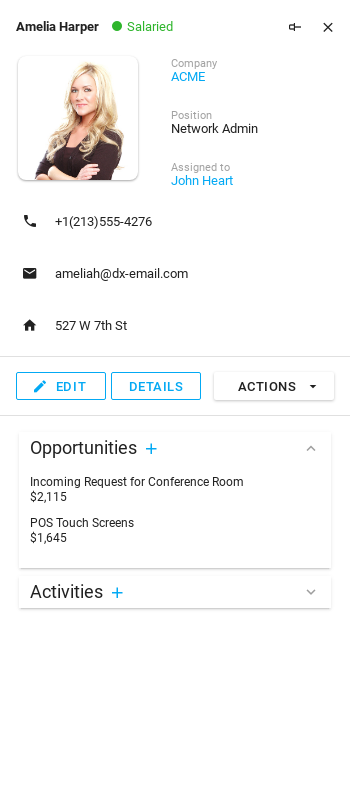 Amelia Harper Salaried
Company
ACME
Position
Network Admin
Assigned to
John Heart
+1(213)555-4276
ameliah@dx-email.com
527 W 7th St
EDIT DETAILS ACTIONS
Opportunities
Incoming Request for Conference Room
$2,115
POS Touch Screens
$1,645
Activities